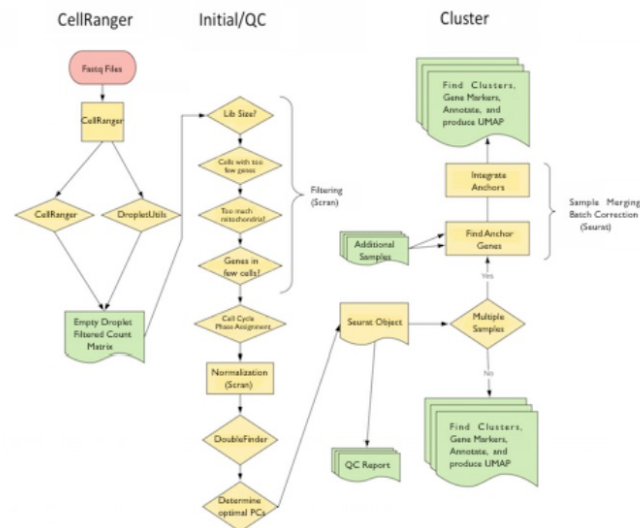 CellRanger
Initial/QC
Cluster
Fastq Files
CellRanger
CellRanger
DropletUtils
Empty Droplet
Filtered Count
Matrix
Lib Size?
Cells with too
few genes
Too much
mitochondria?
Genes in
few cells?
Filtering
(Scran)
Cell Cycle
Phase Assignment
Normalization
(Scran)
DoubleFinder
Determine
optimal PCs
Find Clusters,
Gene Markers,
Annotate, and
produce UMAP
Integrate
Anchors
Find Anchor
Genes
Sample Merging
Batch Correction
(Seurat)
Additional
Samples
Yes
Seurat Object
Multiple
Samples
No
QC Report
Find Clusters,
Gene Markers,
Annotate, and
produce UMAP